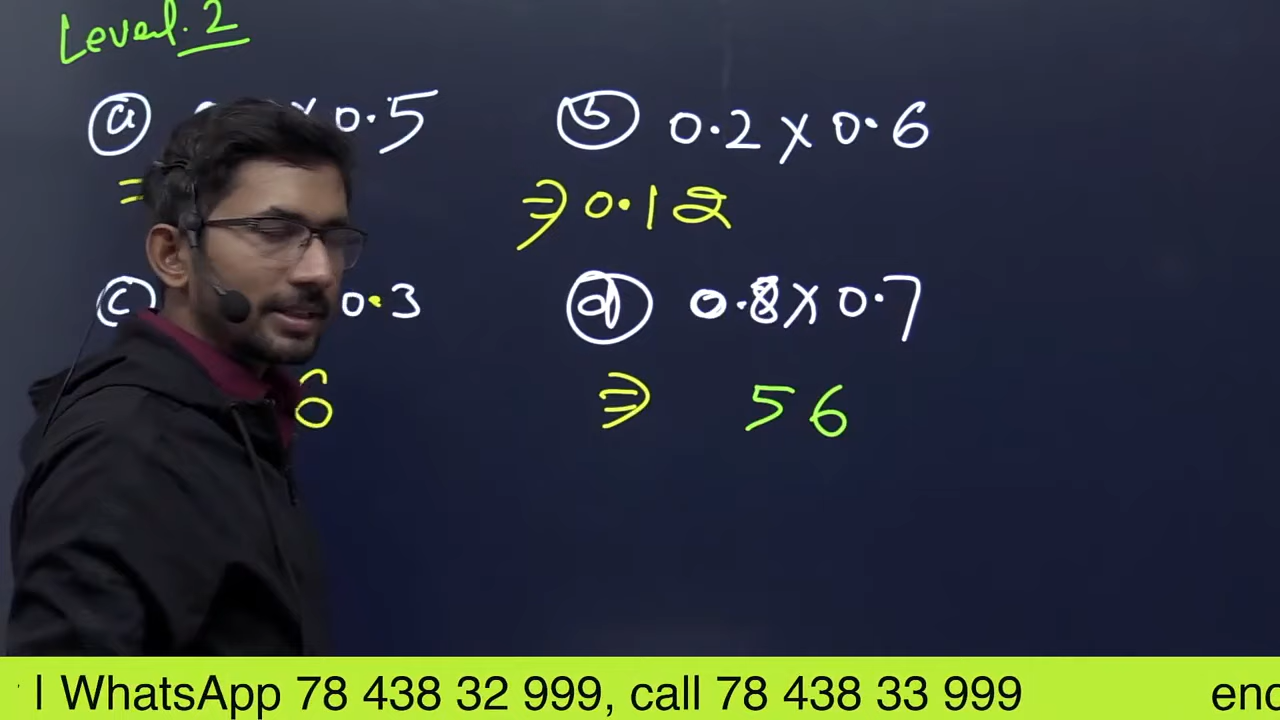 Level. 2
(a) × 0.5
(b) 0.2 × 0.6
=
⇒ 0.12
(c) 0.3
(d) 0.8 × 0.7
6
⇒ 56
WhatsApp 78 438 32 999, call 78 438 33 999